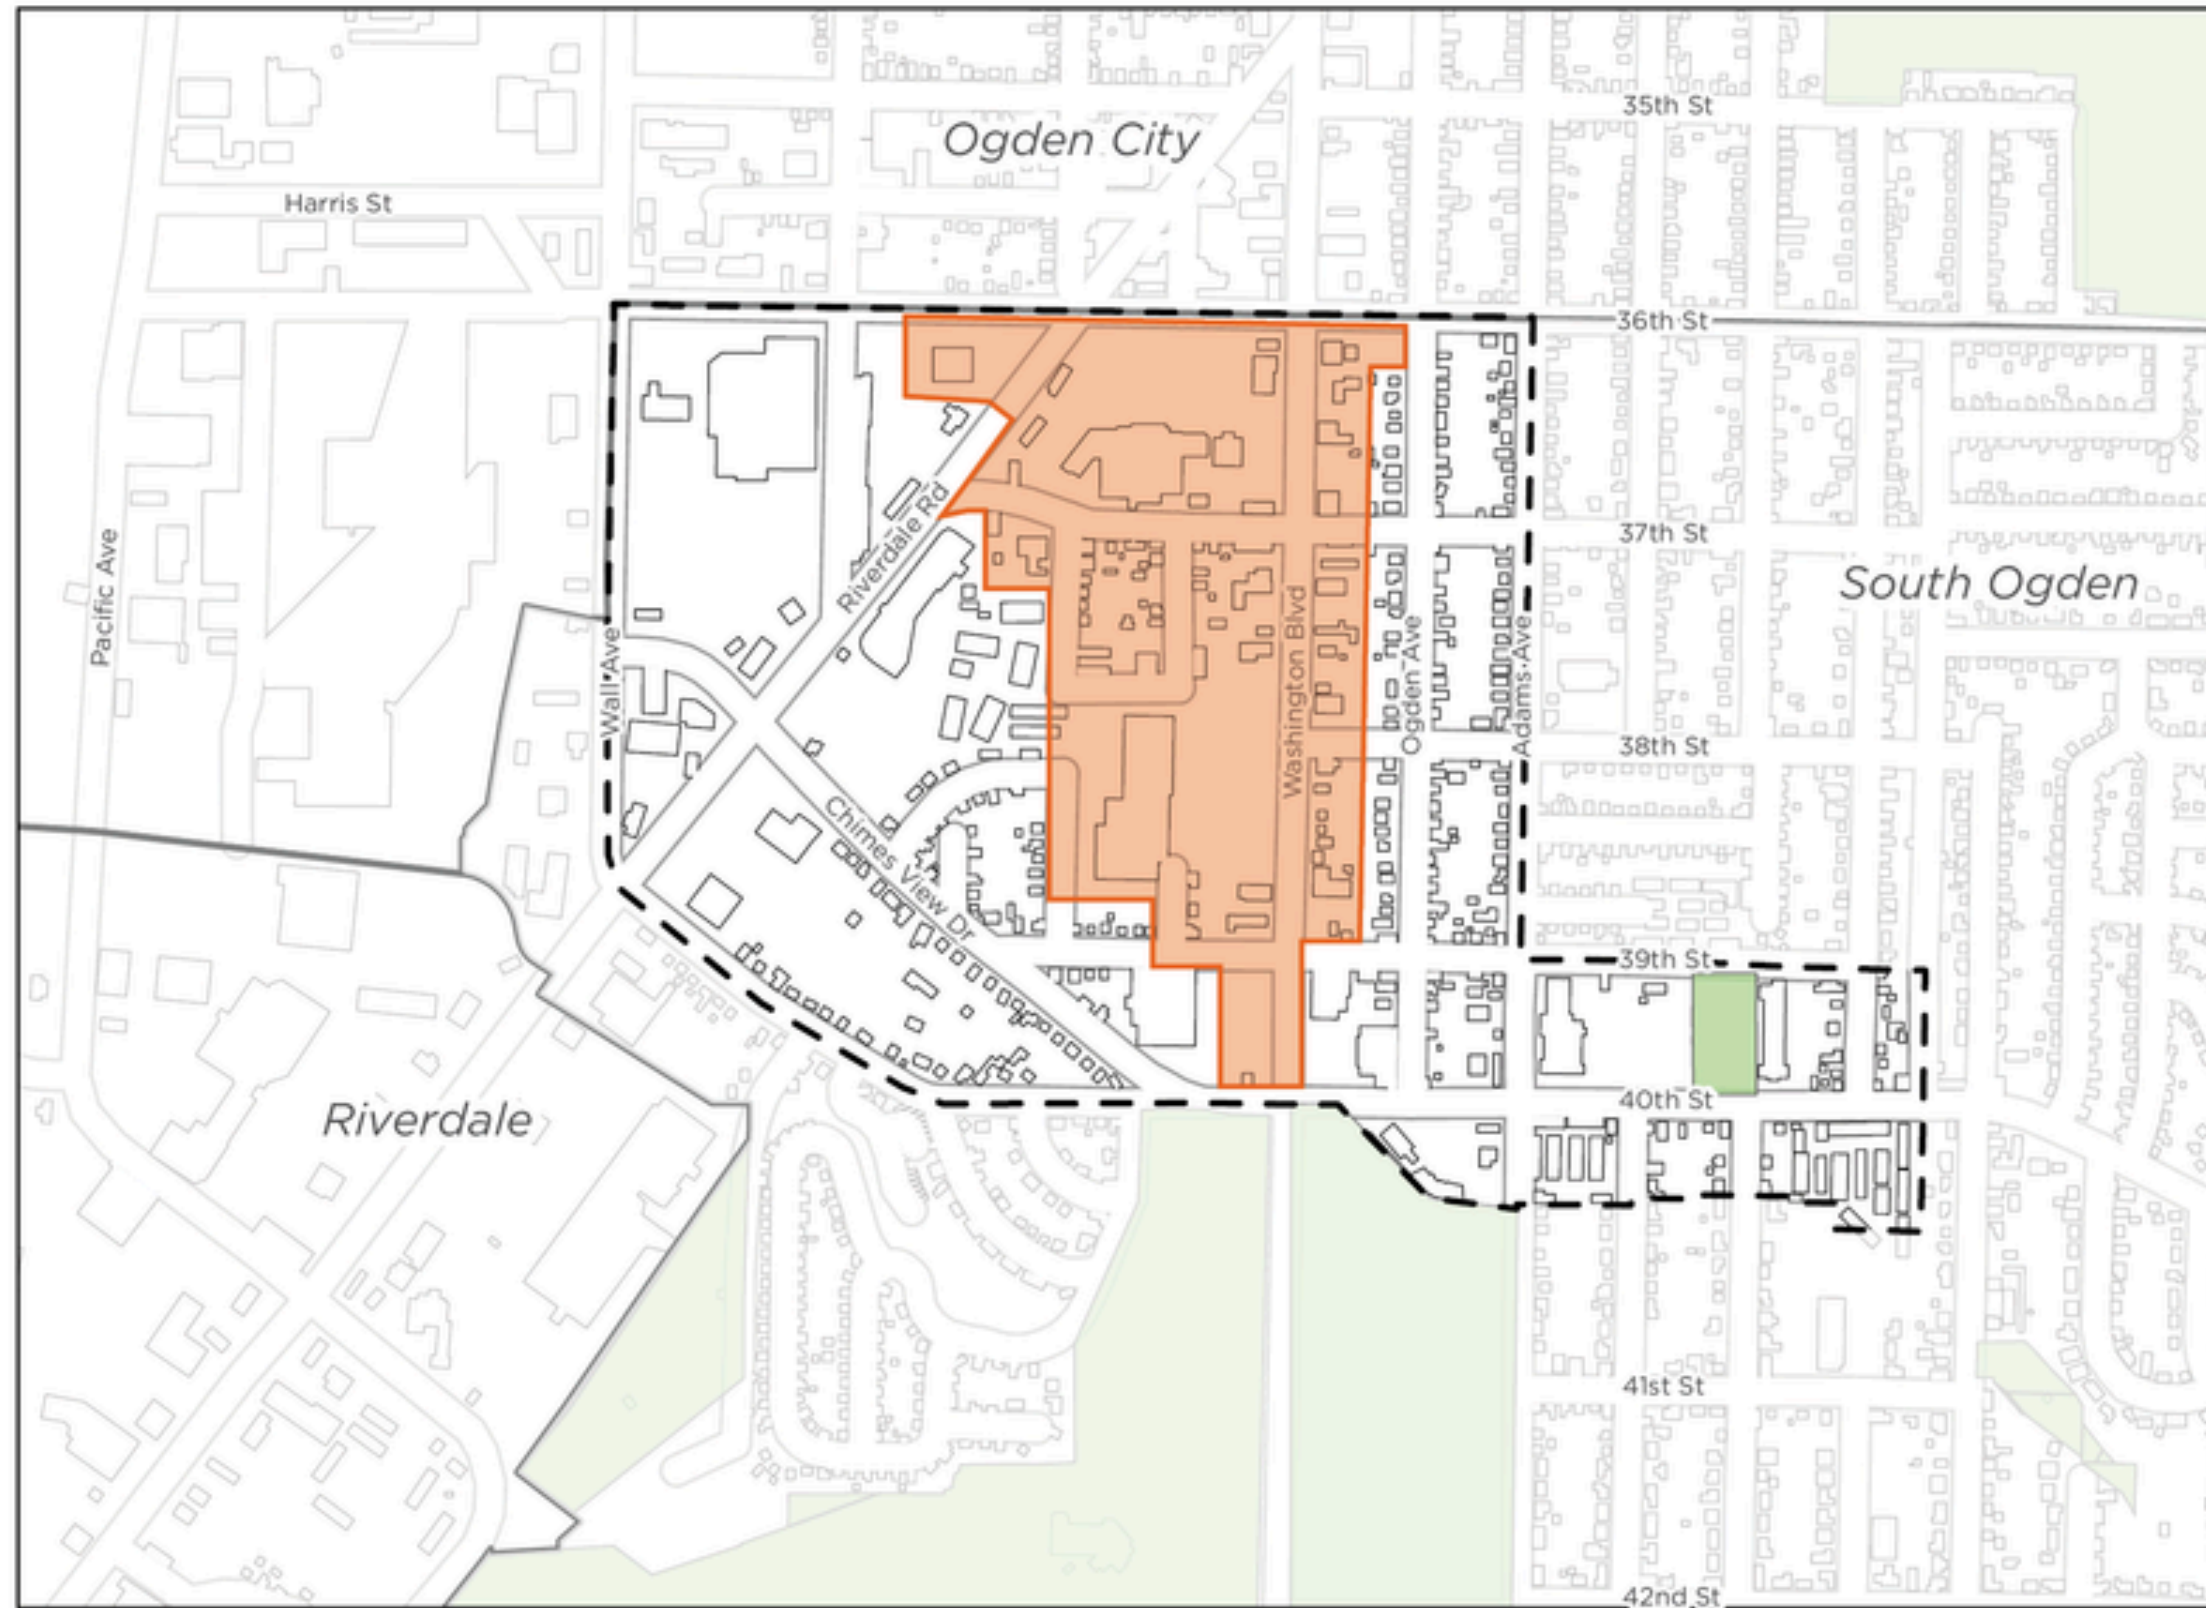 35th St
Ogden City
Harris St
36th St
Riverdale Rd
37th St
Pacific Ave
South Ogden
Washington Blvd
Ogden Ave
Adams Ave
Wall Ave
38th St
Chimes View Dr
39th St
40th St
Riverdale
41st St
42nd St